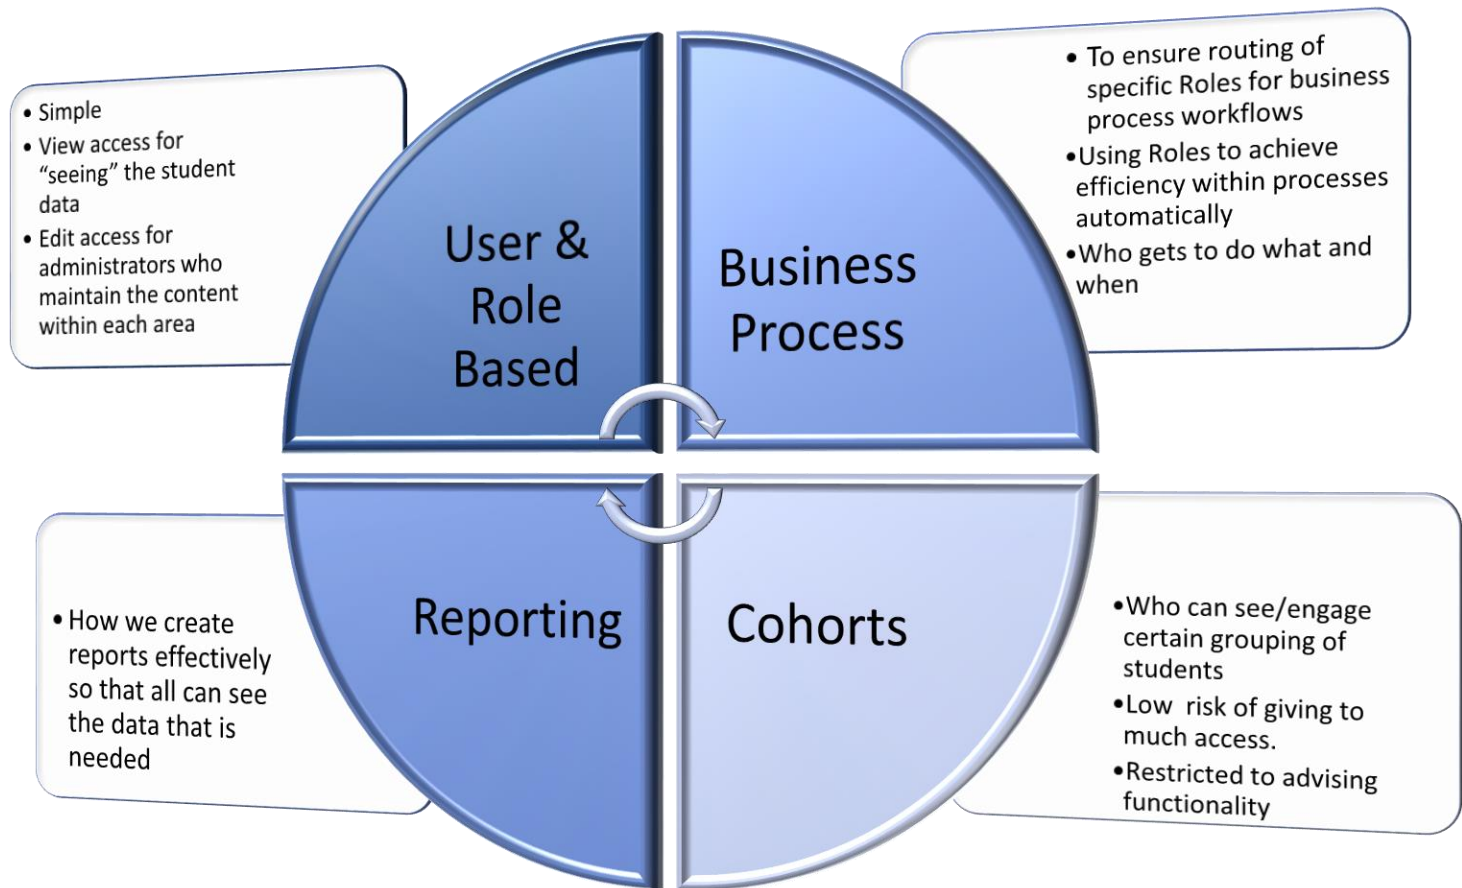 • Simple
• View access for
“seeing” the student
data
• Edit access for
administrators who
maintain the content
within each area
User &
Role
Based
Business
Process
• To ensure routing of
specific Roles for business
process workflows
•Using Roles to achieve
efficiency within processes
automatically
•Who gets to do what and
when
• How we create
reports effectively
so that all can see
the data that is
needed
Reporting
Cohorts
•Who can see/engage
certain grouping of
students
•Low  risk of giving to
much access.
•Restricted to advising
functionality